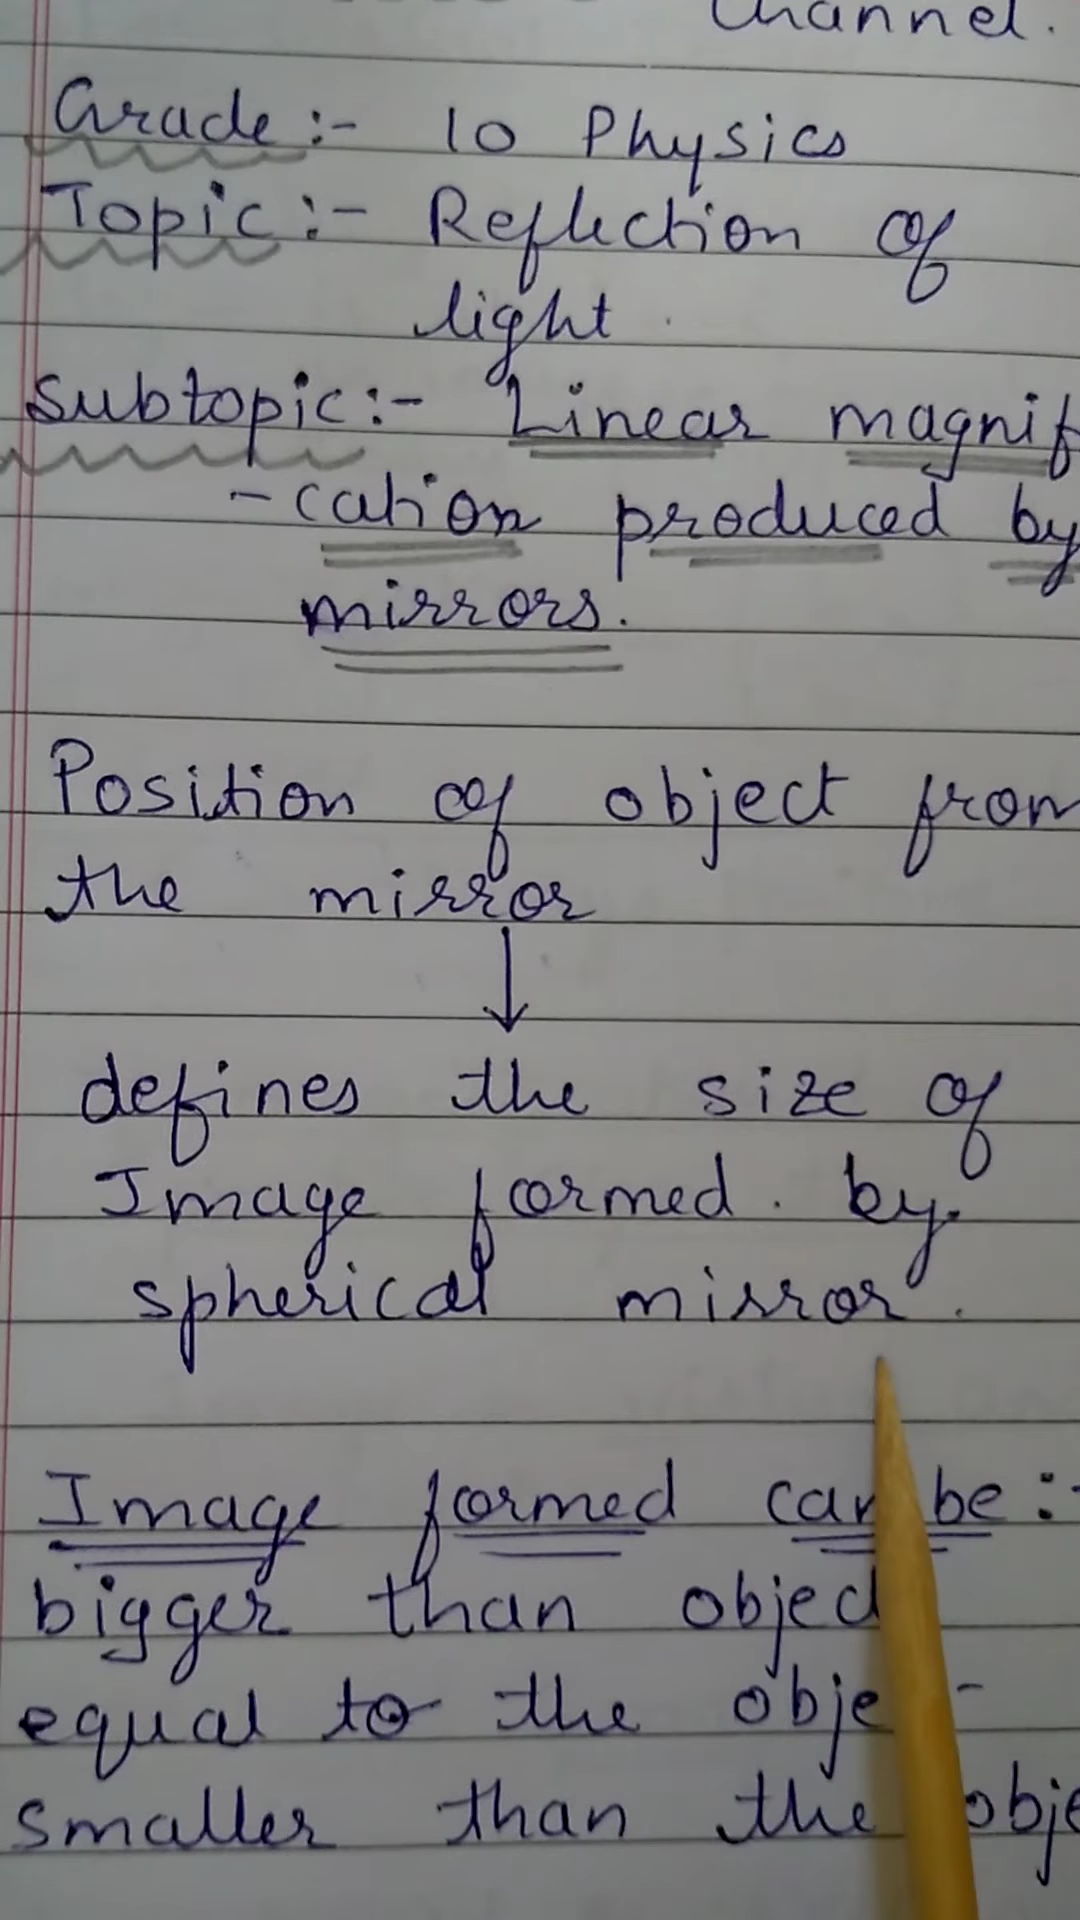 Channel.
Grade:- 10 Physics
Topic:- Reflection of
light.
Subtopic:- Linear magnif
-cation produced by
mirrors.
Position of object from
the mirror
↓
defines the size of
Image formed. by.
spherical mirror.
Image formed can be:-
bigger than objec
equal to the obje
smaller than the obje